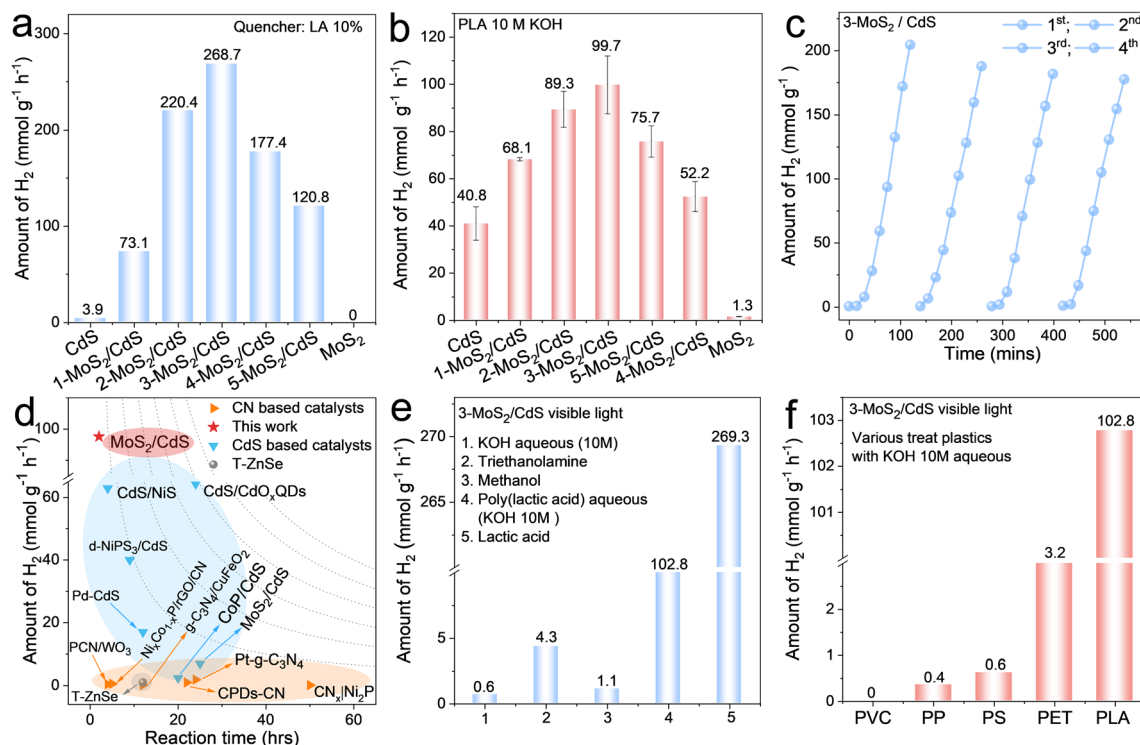 a
Quencher: LA 10%
Amount of H₂ (mmol g⁻¹ h⁻¹)
300
200
100
0
3.9
73.1
220.4
268.7
177.4
120.8
0
CdS
1-MoS₂/CdS
2-MoS₂/CdS
3-MoS₂/CdS
4-MoS₂/CdS
5-MoS₂/CdS
MoS₂
b
PLA 10 M KOH
Amount of H₂ (mmol g⁻¹ h⁻¹)
120
100
80
60
40
20
0
40.8
68.1
89.3
99.7
75.7
52.2
1.3
CdS
1-MoS₂/CdS
2-MoS₂/CdS
3-MoS₂/CdS
5-MoS₂/CdS
4-MoS₂/CdS
MoS₂
c
3-MoS₂ / CdS
1ˢᵗ; 2ⁿᵈ
3ʳᵈ; 4ᵗʰ
Amount of H₂ (mmol g⁻¹ h⁻¹)
200
150
100
50
0
0 100 200 300 400 500
Time (mins)
d
CN based catalysts
This work
CdS based catalysts
T-ZnSe
Amount of H₂ (mmol g⁻¹ h⁻¹)
100
60
40
20
0
MoS₂/CdS
CdS/NiS
CdS/CdOₓQDs
d-NiPS₃/CdS
Pd-CdS
PCN/WO₃
NiₓCo₁₋ₓP/rGO/CN
g-C₃N₄/CuFeO₂
CoP/CdS
MoS₂/CdS
Pt-g-C₃N₄
T-ZnSe
CPDs-CN
CNₓ|Ni₂P
0 20 40 60
Reaction time (hrs)
e
3-MoS₂/CdS visible light
1. KOH aqueous (10M)
2. Triethanolamine
3. Methanol
4. Poly(lactic acid) aqueous
(KOH 10M )
5. Lactic acid
Amount of H₂ (mmol g⁻¹ h⁻¹)
270
265
5
0
0.6
4.3
1.1
102.8
269.3
1 2 3 4 5
f
3-MoS₂/CdS visible light
Various treat plastics
with KOH 10M aqueous
Amount of H₂ (mmol g⁻¹ h⁻¹)
103
102
101
2
1
0
0
0.4
0.6
3.2
102.8
PVC PP PS PET PLA